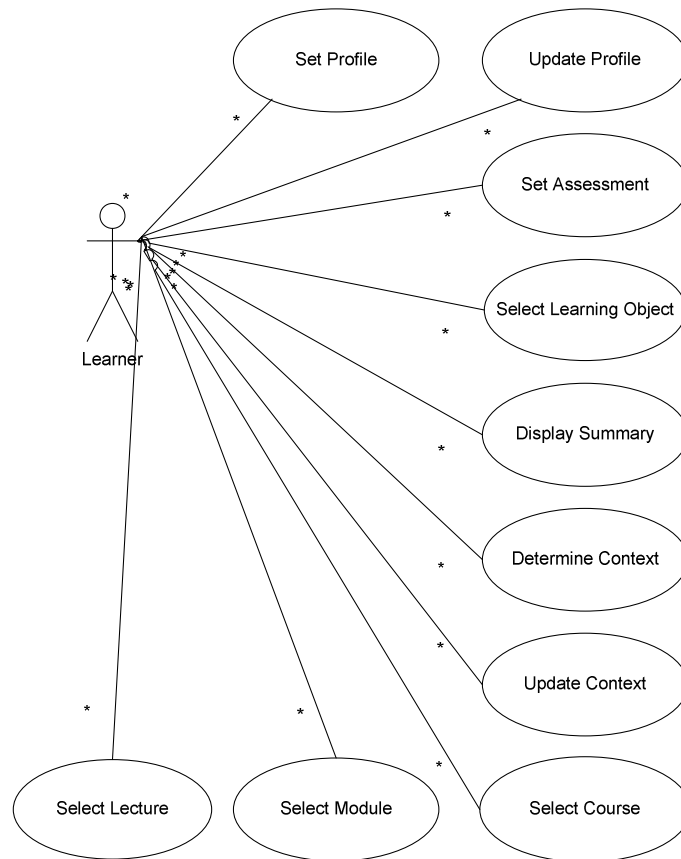 Set Profile
Update Profile
*
*
*
Set Assessment
*
*
*
*
*
*
*
*
*
*
Select Learning Object
*
Learner
Display Summary
*
Determine Context
*
*
Update Context
*
*
*
Select Lecture
Select Module
Select Course